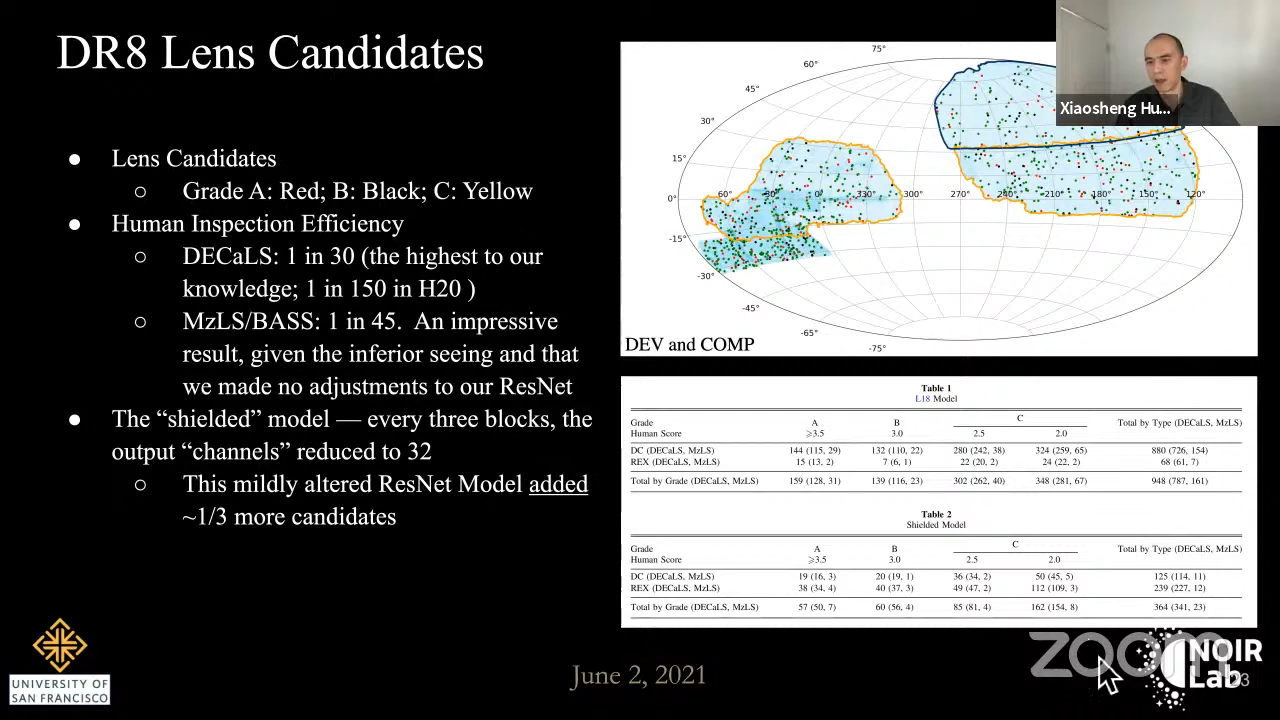 DR8 Lens Candidates
● Lens Candidates
○ Grade A: Red; B: Black; C: Yellow
● Human Inspection Efficiency
○ DECaLS: 1 in 30 (the highest to our
knowledge; 1 in 150 in H20 )
○ MzLS/BASS: 1 in 45. An impressive
result, given the inferior seeing and that
we made no adjustments to our ResNet
● The “shielded” model — every three blocks, the
output “channels” reduced to 32
○ This mildly altered ResNet Model added
~1/3 more candidates
75°
60°
45°
30°
15°
0°
60° 30° 0° 330° 300° 270° 240° 210° 180° 150° 120°
-15°
-30°
-45°
-65°
-75°
DEV and COMP
Xiaosheng Hu...
Table 1
L18 Model
Grade A B C Total by Type (DECaLS, MzLS)
Human Score ⩾3.5 3.0 2.5 2.0
DC (DECaLS, MzLS) 144 (115, 29) 132 (110, 22) 280 (242, 38) 324 (259, 65) 880 (726, 154)
REX (DECaLS, MzLS) 15 (13, 2) 7 (6, 1) 22 (20, 2) 24 (22, 2) 68 (61, 7)
Total by Grade (DECaLS, MzLS) 159 (128, 31) 139 (116, 23) 302 (262, 40) 348 (281, 67) 948 (787, 161)
Table 2
Shielded Model
Grade A B C Total by Type (DECaLS, MzLS)
Human Score ⩾3.5 3.0 2.5 2.0
DC (DECaLS, MzLS) 19 (16, 3) 20 (19, 1) 36 (34, 2) 50 (45, 5) 125 (114, 11)
REX (DECaLS, MzLS) 38 (34, 4) 40 (37, 3) 49 (47, 2) 112 (109, 3) 239 (227, 12)
Total by Grade (DECaLS, MzLS) 57 (50, 7) 60 (56, 4) 85 (81, 4) 162 (154, 8) 364 (341, 23)
UNIVERSITY OF
SAN FRANCISCO
June 2, 2021
zoom
NOIR
Lab
23